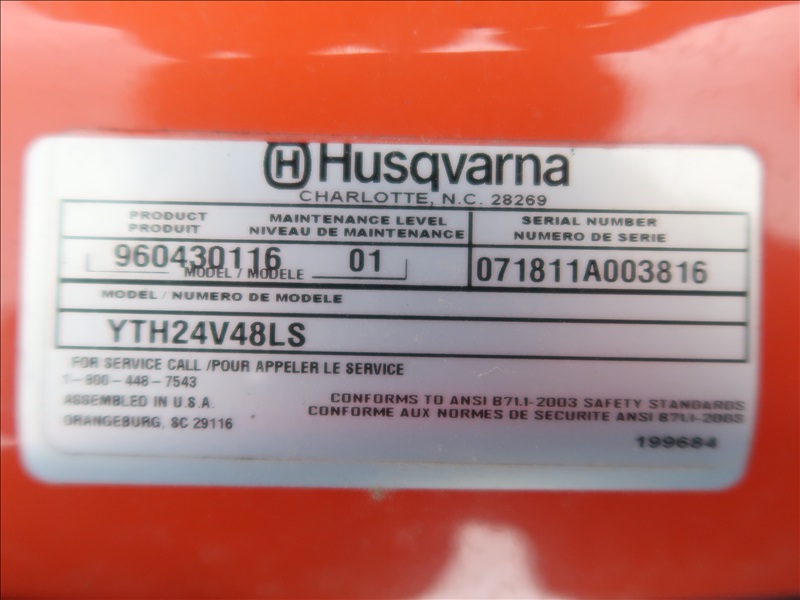 H Husqvarna
CHARLOTTE, N.C. 28269
PRODUCT MAINTENANCE LEVEL SERIAL NUMBER
PRODUIT NIVEAU DE MAINTENANCE NUMERO DE SERIE
960430116 01 071811A003816
MODEL / MODELE
MODEL / NUMERO DE MODELE
YTH24V48LS
FOR SERVICE CALL /POUR APPELER LE SERVICE
1-800-448-7543
ASSEMBLED IN U.S.A.
ORANGEBURG, SC 29116
CONFORMS TO ANSI B71.1-2003 SAFETY STANDARDS
CONFORME AUX NORMES DE SECURITE ANSI B71.1-2003
199684